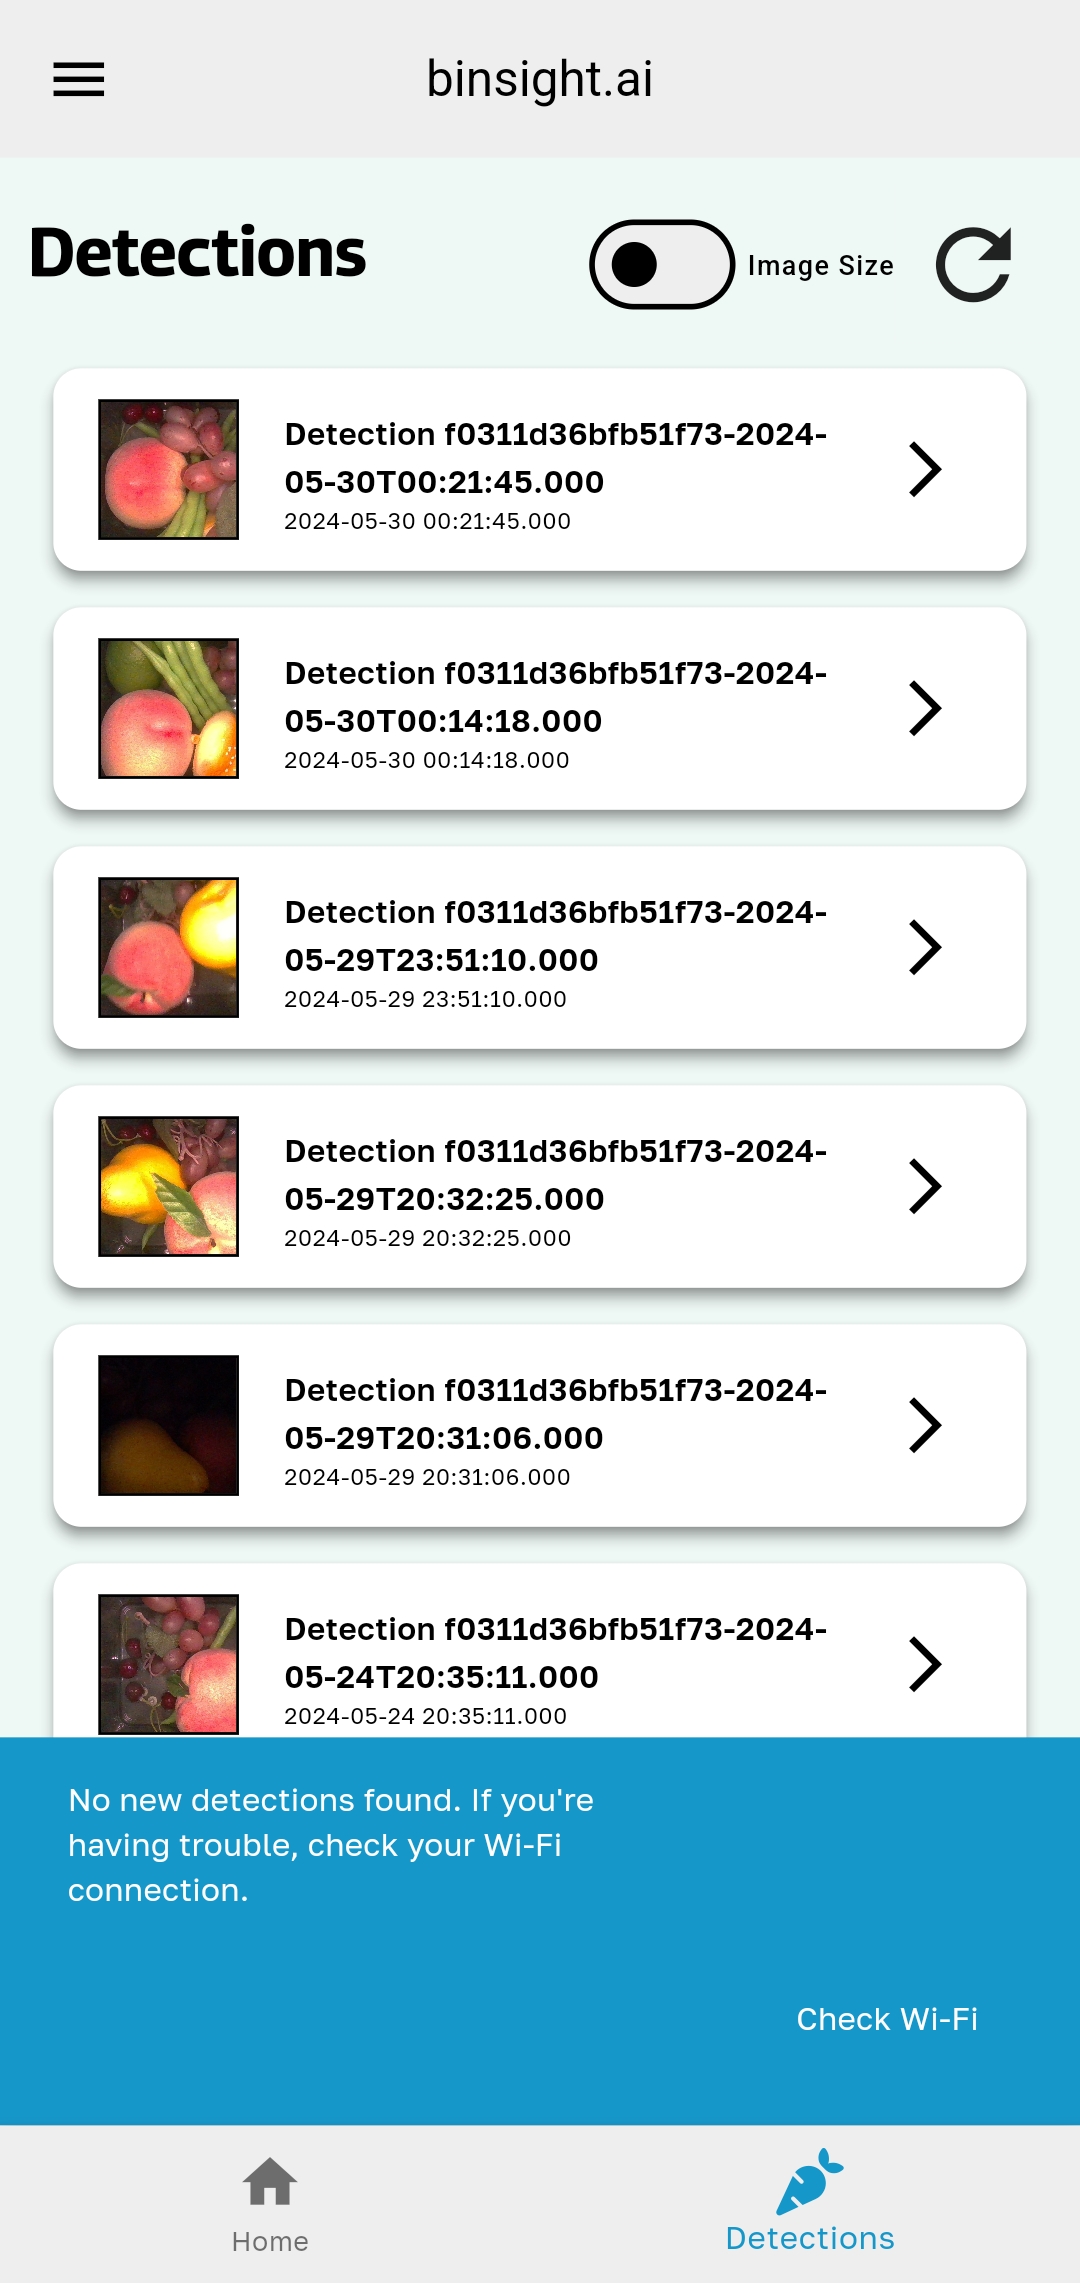 binsight.ai
Detections
Image Size
Detection f0311d36bfb51f73-2024-
05-30T00:21:45.000
2024-05-30 00:21:45.000
Detection f0311d36bfb51f73-2024-
05-30T00:14:18.000
2024-05-30 00:14:18.000
Detection f0311d36bfb51f73-2024-
05-29T23:51:10.000
2024-05-29 23:51:10.000
Detection f0311d36bfb51f73-2024-
05-29T20:32:25.000
2024-05-29 20:32:25.000
Detection f0311d36bfb51f73-2024-
05-29T20:31:06.000
2024-05-29 20:31:06.000
Detection f0311d36bfb51f73-2024-
05-24T20:35:11.000
2024-05-24 20:35:11.000
No new detections found. If you're
having trouble, check your Wi-Fi
connection.
Check Wi-Fi
Home
Detections